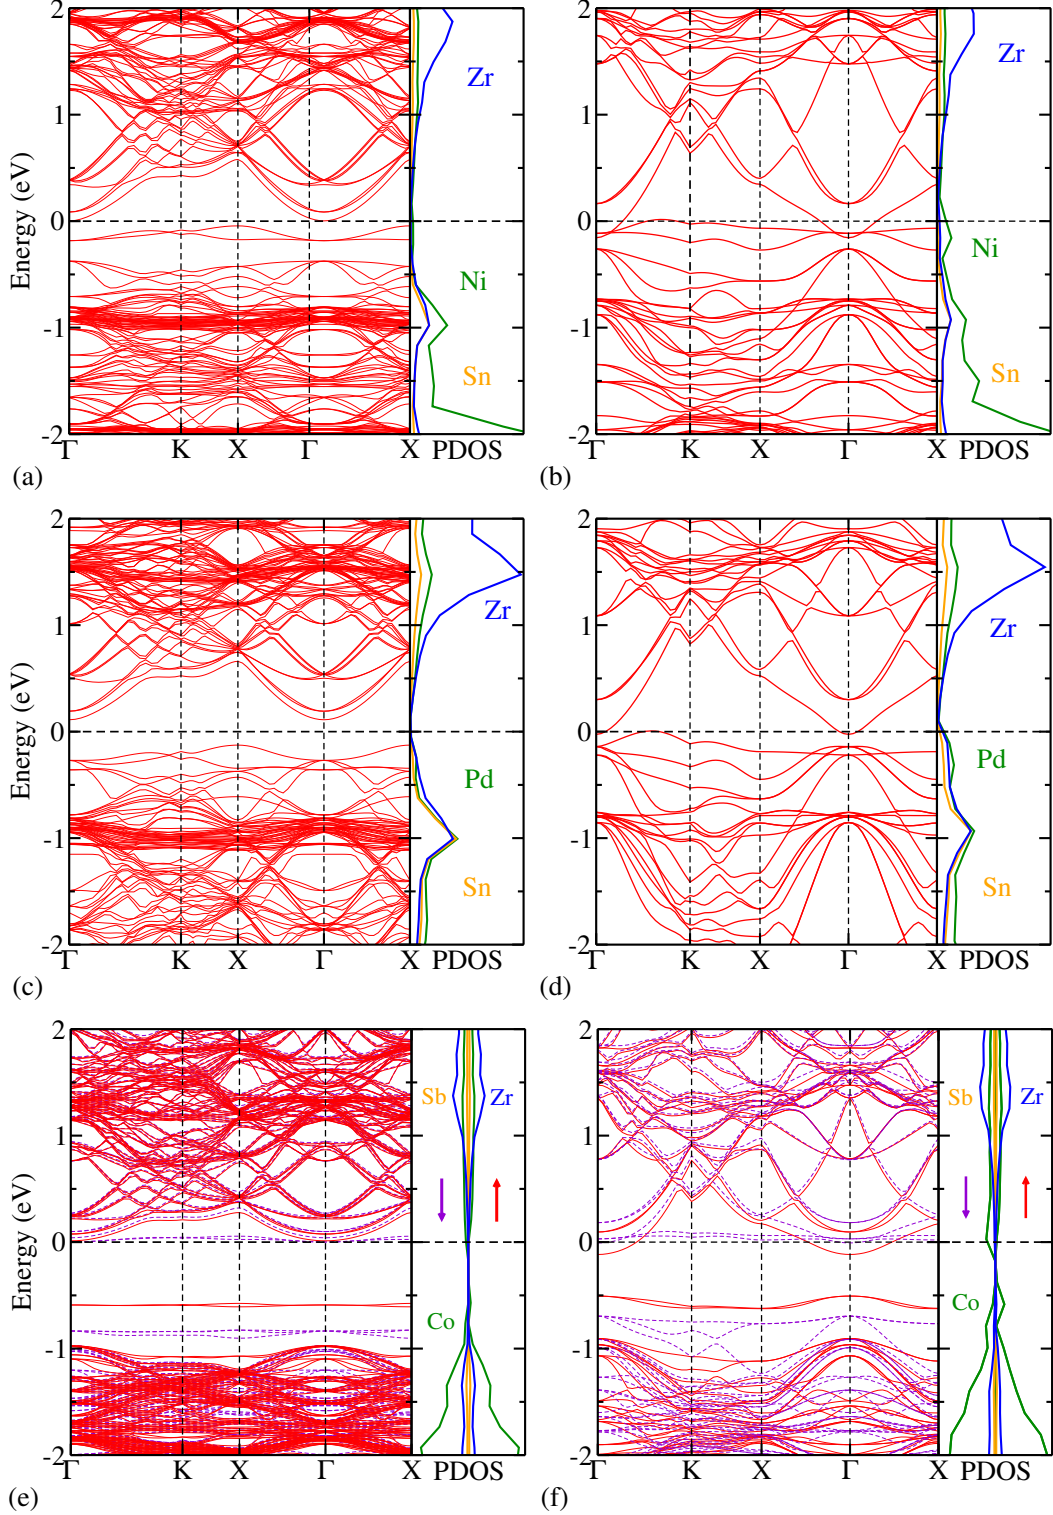 2
1
0
-1
-2
Energy (eV)
Γ K X Γ X PDOS
Zr
Ni
Sn
(a)
Γ K X Γ X PDOS
Zr
Ni
Sn
(b)
2
1
0
-1
-2
Energy (eV)
Γ K X Γ X PDOS
Zr
Pd
Sn
(c)
2
1
0
-1
-2
Γ K X Γ X PDOS
Zr
Pd
Sn
(d)
2
1
0
-1
-2
Energy (eV)
Γ K X Γ X PDOS
Sb Zr
Co
(e)
2
1
0
-1
-2
Γ K X Γ X PDOS
Sb Zr
Co
(f)
2
1
0
-1
-2